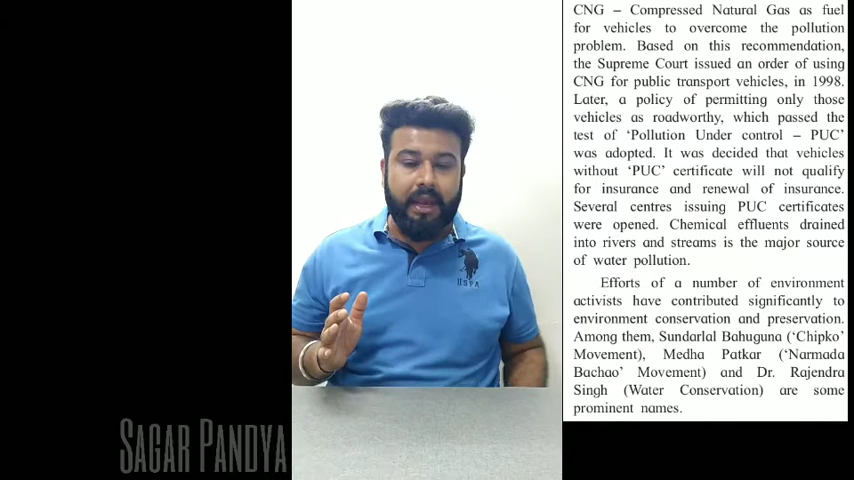 CNG – Compressed Natural Gas as fuel
for vehicles to overcome the pollution
problem. Based on this recommendation,
the Supreme Court issued an order of using
CNG for public transport vehicles, in 1998.
Later, a policy of permitting only those
vehicles as roadworthy, which passed the
test of ‘Pollution Under control – PUC’
was adopted. It was decided that vehicles
without ‘PUC’ certificate will not qualify
for insurance and renewal of insurance.
Several centres issuing PUC certificates
were opened. Chemical effluents drained
into rivers and streams is the major source
of water pollution.
Efforts of a number of environment
activists have contributed significantly to
environment conservation and preservation.
Among them, Sundarlal Bahuguna (‘Chipko’
Movement), Medha Patkar (‘Narmada
Bachao’ Movement) and Dr. Rajendra
Singh (Water Conservation) are some
prominent names.
USPA
SAGAR PANDYA